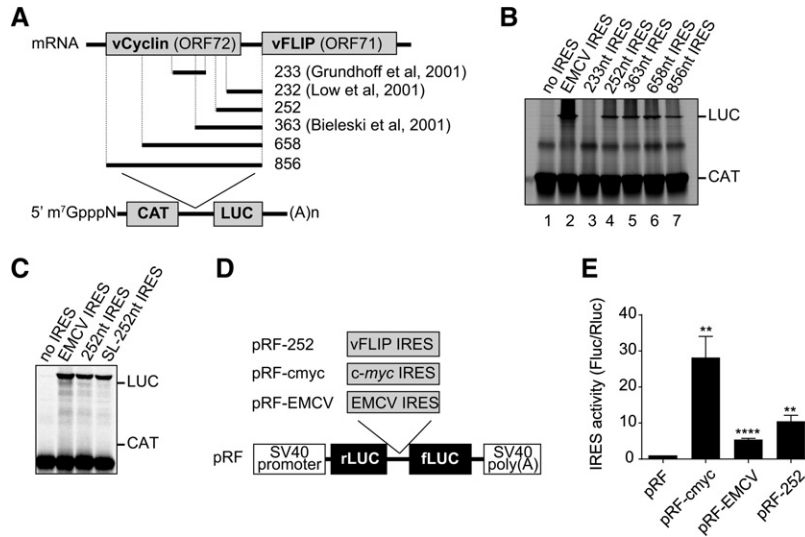 A
mRNA
vCyclin (ORF72)
vFLIP (ORF71)
233 (Grundhoff et al, 2001)
232 (Low et al, 2001)
252
363 (Bieleski et al, 2001)
658
856
5' m⁷GpppN
CAT
LUC
(A)n
B
no IRES
EMCV IRES
233nt IRES
252nt IRES
363nt IRES
658nt IRES
856nt IRES
LUC
CAT
1 2 3 4 5 6 7
C
no IRES
EMCV IRES
252nt IRES
SL-252nt IRES
LUC
CAT
D
pRF-252
vFLIP IRES
pRF-cmyc
c-myc IRES
pRF-EMCV
EMCV IRES
pRF
SV40
promoter
rLUC
fLUC
SV40
poly(A)
E
IRES activity (Fluc/Rluc)
40
30
20
10
0
**
****
**
pRF
pRF-cmyc
pRF-EMCV
pRF-252